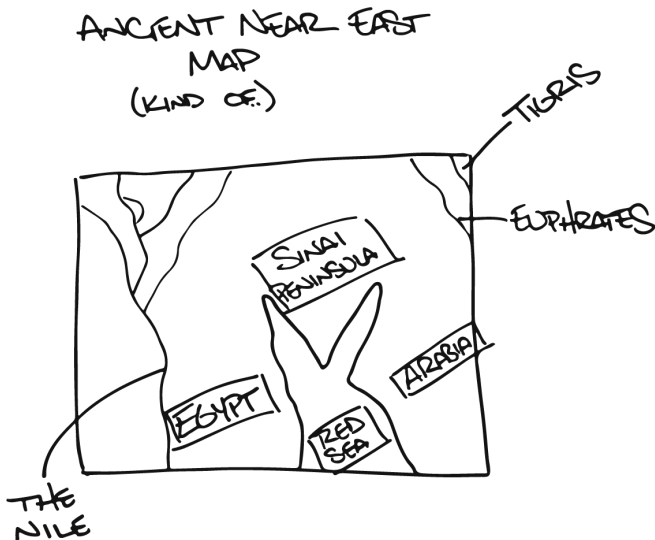 ANCIENT NEAR EAST
MAP
(KIND OF..)
TIGRIS
EUPHRATES
SINAI
PENINSULA
ARABIA
EGYPT
RED
SEA
THE
NILE